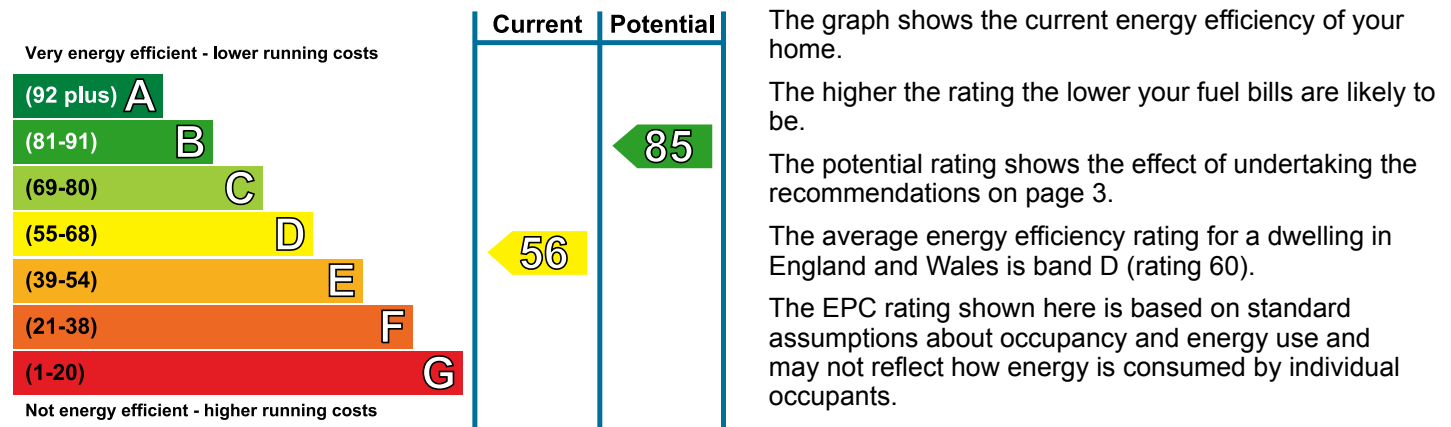 Current Potential
Very energy efficient - lower running costs
(92 plus) A
(81-91) B
85
(69-80) C
(55-68) D
56
(39-54) E
(21-38) F
(1-20) G
Not energy efficient - higher running costs
The graph shows the current energy efficiency of your
home.
The higher the rating the lower your fuel bills are likely to
be.
The potential rating shows the effect of undertaking the
recommendations on page 3.
The average energy efficiency rating for a dwelling in
England and Wales is band D (rating 60).
The EPC rating shown here is based on standard
assumptions about occupancy and energy use and
may not reflect how energy is consumed by individual
occupants.